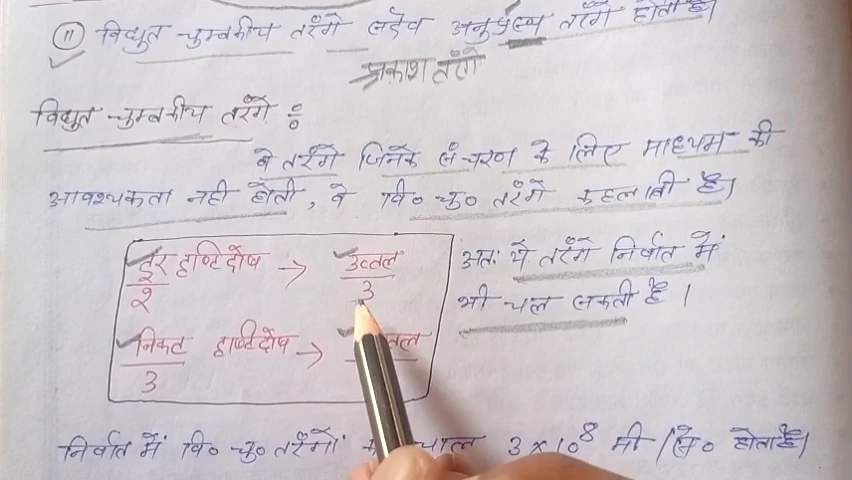 (11) विद्युत चुम्बकीय तरँगे सदैव अनुप्रस्थ तरंगे होती है।
प्रकाश तरंगे
विद्युत चुम्बकीय तरँगे :
वे तरँगे जिनके संचरण के लिए माध्यम की
आवश्यकता नही होती, वे वि० चु० तरँगे कहलाती है।
दूर दृष्टिदोष → उत्तल
2 3
अतः ये तरँगे निर्वात में
भी चल सकती है।
निकट दृष्टिदोष →
3
निर्वात में वि० चु० तरँगों चाल 3 × 10⁸ मी / से० होता है।